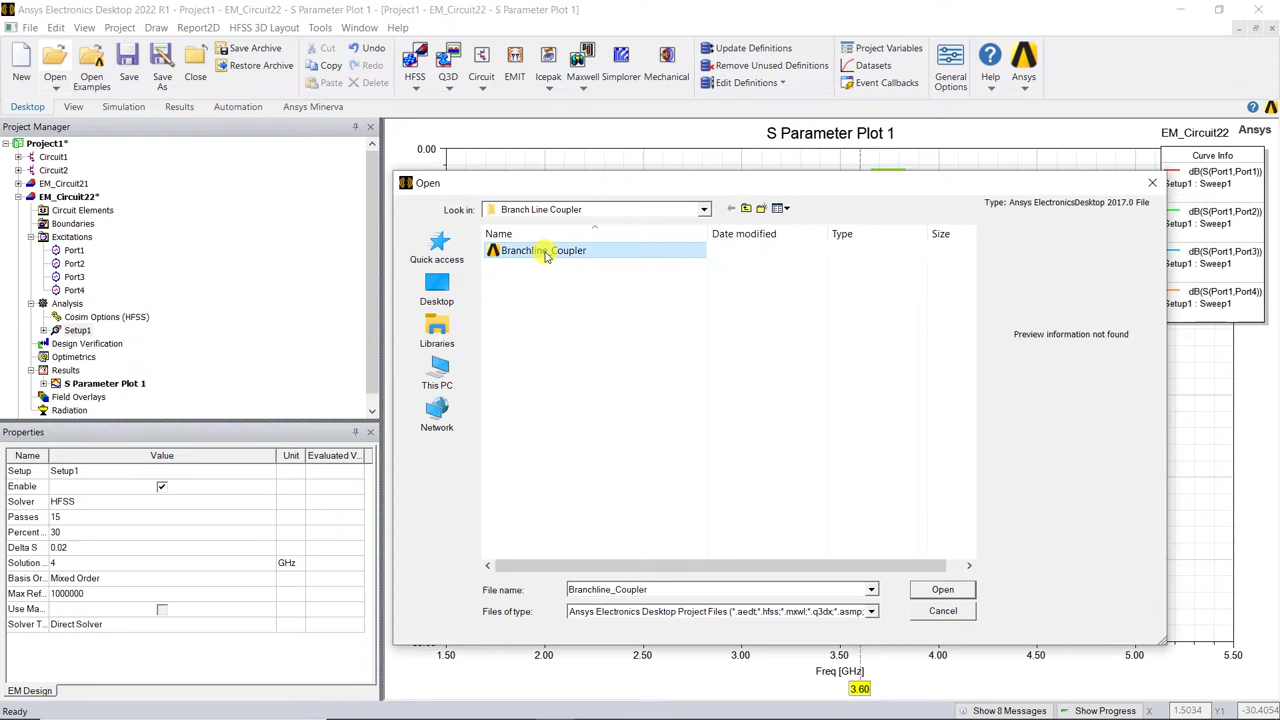 Ansys Electronics Desktop 2022 R1 - Project1 - EM_Circuit22 - S Parameter Plot 1 - [Project1 - EM_Circuit22 - S Parameter Plot 1]
File Edit View Project Draw Report2D HFSS 3D Layout Tools Window Help
New Open Open Examples Save Save As Close Save Archive Restore Archive Cut Copy Paste Undo Redo Delete HFSS Q3D Circuit EMIT Icepak Maxwell Simplorer Mechanical Update Definitions Remove Unused Definitions Edit Definitions Project Variables Datasets Event Callbacks General Options Help Ansys
Desktop View Simulation Results Automation Ansys Minerva
Project Manager
Project1*
Circuit1
Circuit2
EM_Circuit21
EM_Circuit22*
Circuit Elements
Boundaries
Excitations
Port1
Port2
Port3
Port4
Analysis
Cosim Options (HFSS)
Setup1
Design Verification
Optimetrics
Results
S Parameter Plot 1
Field Overlays
Radiation
Properties
Name Value Unit Evaluated V...
Setup Setup1
Enable
Solver HFSS
Passes 15
Percent ... 30
Delta S 0.02
Solution ... 4 GHz
Basis Or... Mixed Order
Max Ref... 1000000
Use Ma...
Solver T... Direct Solver
EM Design
Ready
S Parameter Plot 1
EM_Circuit22
Ansys
0.00
Curve Info
dB(S(Port1,Port1))
Setup1 : Sweep1
dB(S(Port1,Port2))
Setup1 : Sweep1
dB(S(Port1,Port3))
Setup1 : Sweep1
dB(S(Port1,Port4))
Setup1 : Sweep1
Open
Look in: Branch Line Coupler
Type: Ansys ElectronicsDesktop 2017.0 File
Name Date modified Type Size
Branchline_Coupler
Quick access
Desktop
Libraries
This PC
Network
Preview information not found
File name: Branchline_Coupler Open
Files of type: Ansys Electronics Desktop Project Files (*.aedt;*.hfss;*.mxwl;*.q3dx;*.asmp; Cancel
1.50 2.00 2.50 3.00 3.50 4.00 4.50 5.00 5.50
Freq [GHz]
3.60
Show 8 Messages Show Progress X 1.5034 Y1 -30.4054